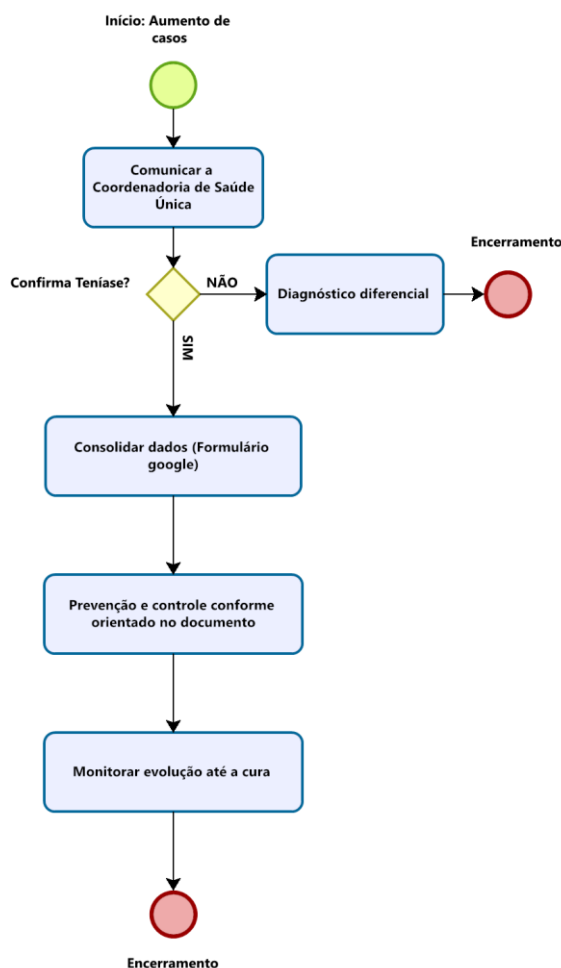 Início: Aumento de
casos
Comunicar a
Coordenadoria de Saúde
Única
Confirma Teníase?
NÃO
Diagnóstico diferencial
Encerramento
SIM
Consolidar dados (Formulário
google)
Prevenção e controle conforme
orientado no documento
Monitorar evolução até a cura
Encerramento